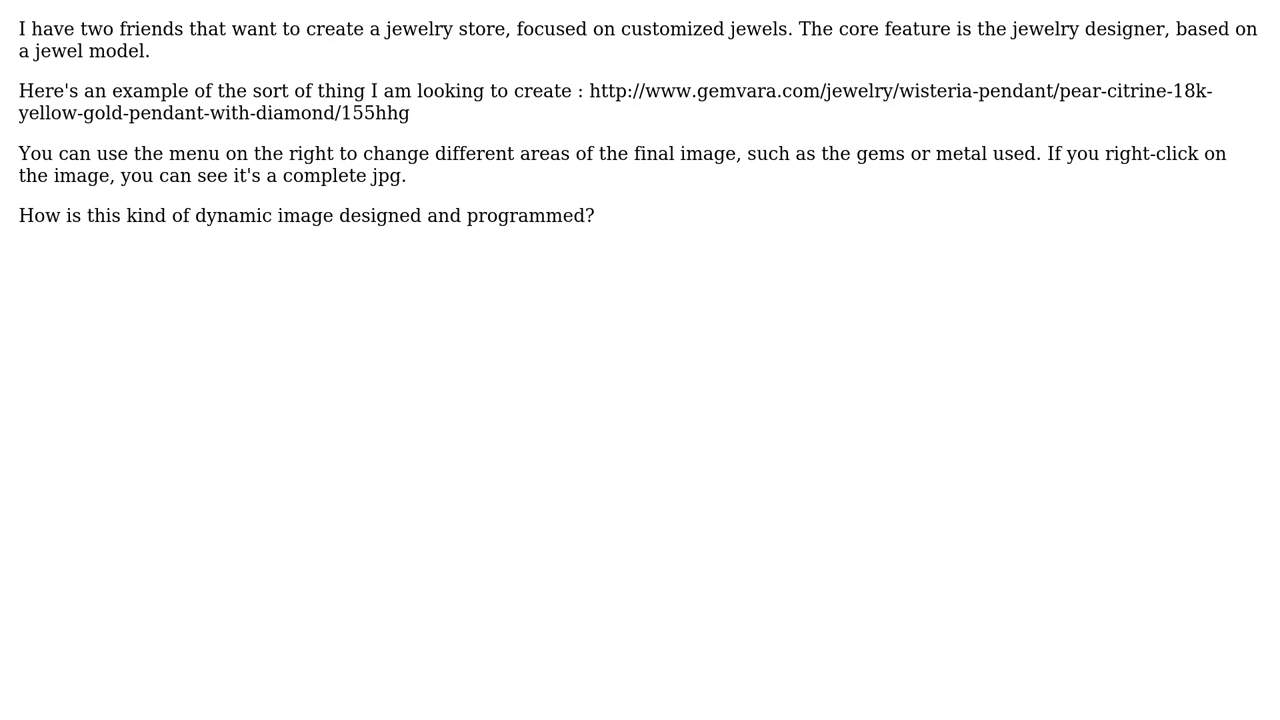 I have two friends that want to create a jewelry store, focused on customized jewels. The core feature is the jewelry designer, based on
a jewel model.
Here's an example of the sort of thing I am looking to create : http://www.gemvara.com/jewelry/wisteria-pendant/pear-citrine-18k-
yellow-gold-pendant-with-diamond/155hhg
You can use the menu on the right to change different areas of the final image, such as the gems or metal used. If you right-click on
the image, you can see it's a complete jpg.
How is this kind of dynamic image designed and programmed?